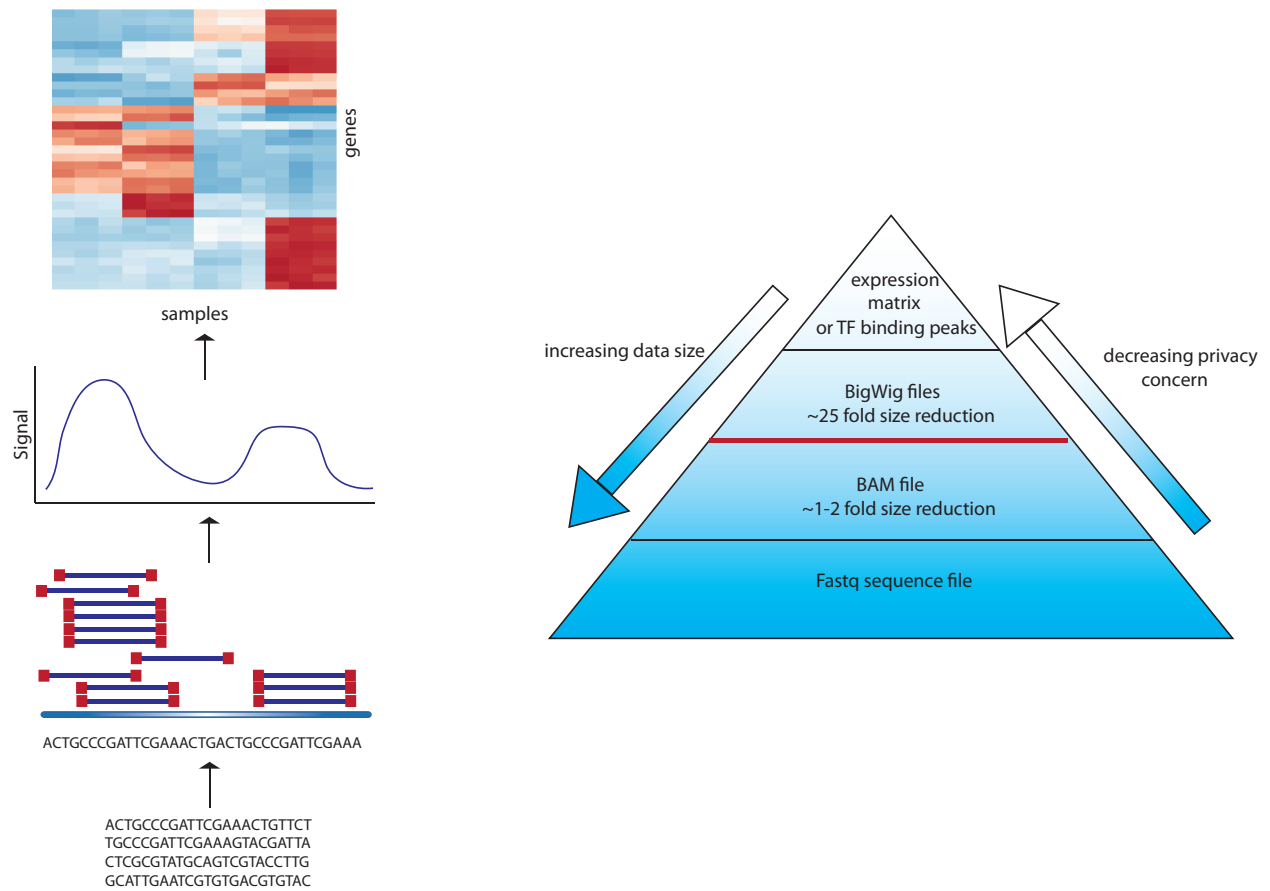 genes
samples
Signal
ACTGCCCGATTCGAAACTGACTGCCCGATTCGAAA
ACTGCCCGATTCGAAACTGTTCT
TGCCCGATTCGAAAGTACGATTA
CTCGCGTATGCAGTCGTACCTTG
GCATTGAATCGTGTGACGTGTAC
increasing data size
expression
matrix
or TF binding peaks
decreasing privacy
concern
BigWig files
~25 fold size reduction
BAM file
~1-2 fold size reduction
Fastq sequence file